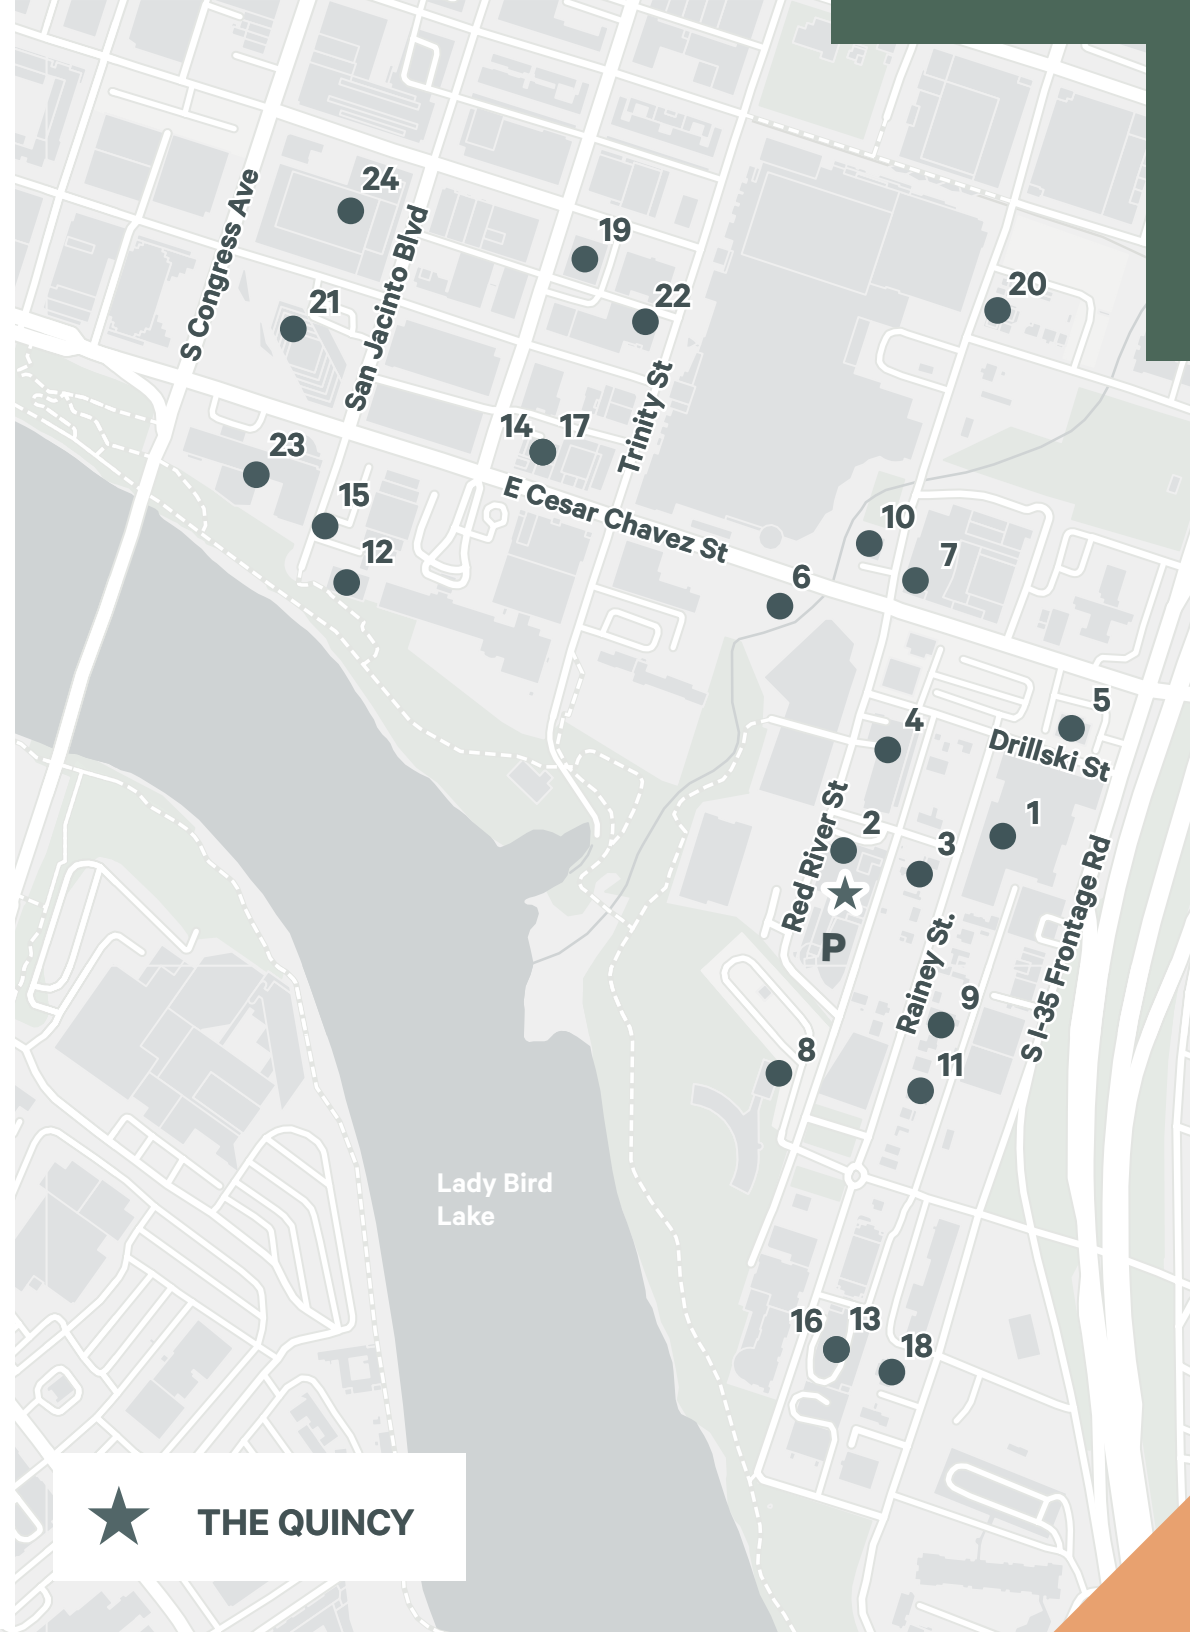 24
S Congress Ave
San Jacinto Blvd
19
20
21
22
14
17
Trinity St
23
15
E Cesar Chavez St
12
10
7
6
5
4
Drillski St
Red River St
2
1
3
S I-35 Frontage Rd
P
Rainey St.
9
8
11
Lady Bird
Lake
16
13
18
THE QUINCY